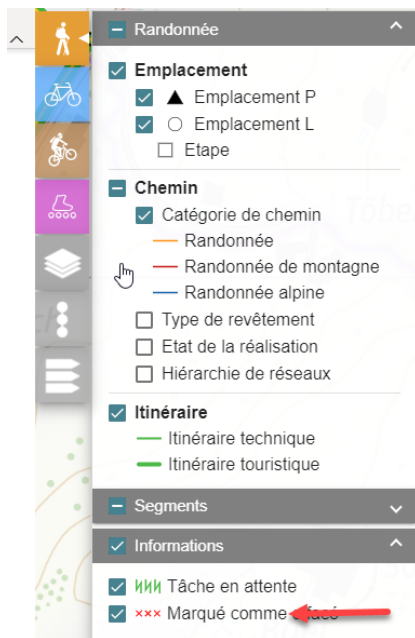 Randonnée
Emplacement
Emplacement P
Emplacement L
Etape
Chemin
Catégorie de chemin
Randonnée
Randonnée de montagne
Randonnée alpine
Type de revêtement
Etat de la réalisation
Hiérarchie de réseaux
Itinéraire
Itinéraire technique
Itinéraire touristique
Segments
Informations
Tâche en attente
Marqué comme